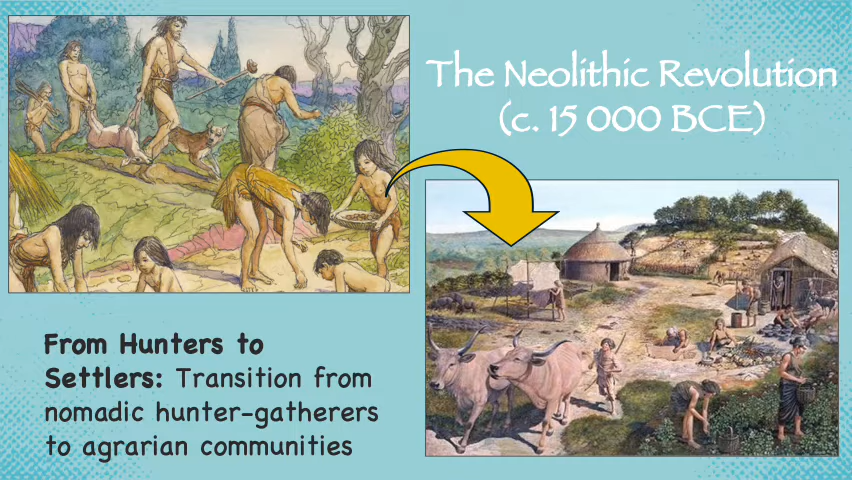 The Neolithic Revolution
(c. 15 000 BCE)
From Hunters to
Settlers: Transition from
nomadic hunter-gatherers
to agrarian communities